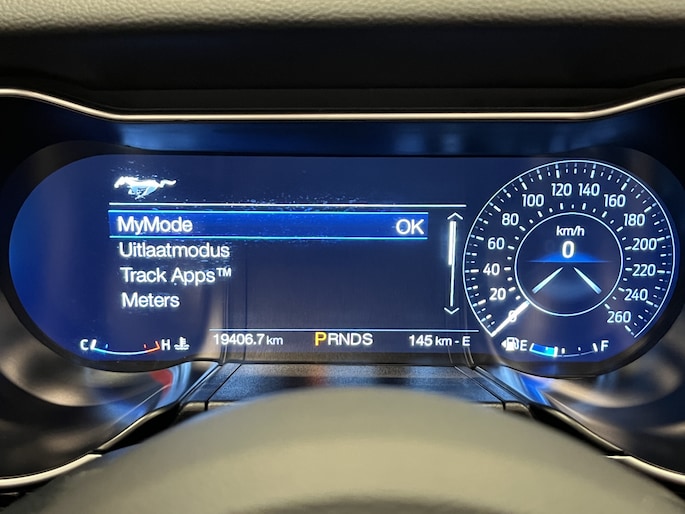 MyMode OK
Uitlaatmodus
Track Apps™
Meters
C H
19406.7 km PRNDS 145 km - E
0 20 40 60 80 100 120 140 160 180 200 220 240 260
km/h
0
E F